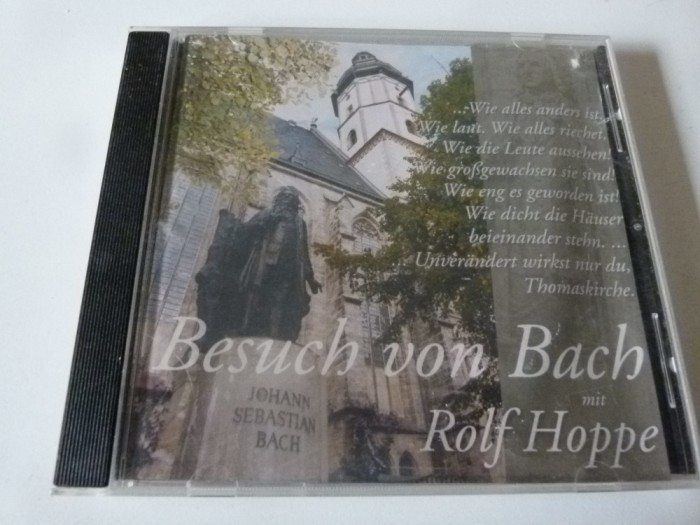 ...Wie alles anders ist.
Wie laut. Wie alles riechet.
Wie die Leute aussehen!
Wie großgewachsen sie sind!
Wie eng es geworden ist!
Wie dicht die Häuser
beieinander stehn. ...
... Unverändert wirkst nur du,
Thomaskirche.
Besuch von Bach
mit
Rolf Hoppe
JOHANN
SEBASTIAN
BACH